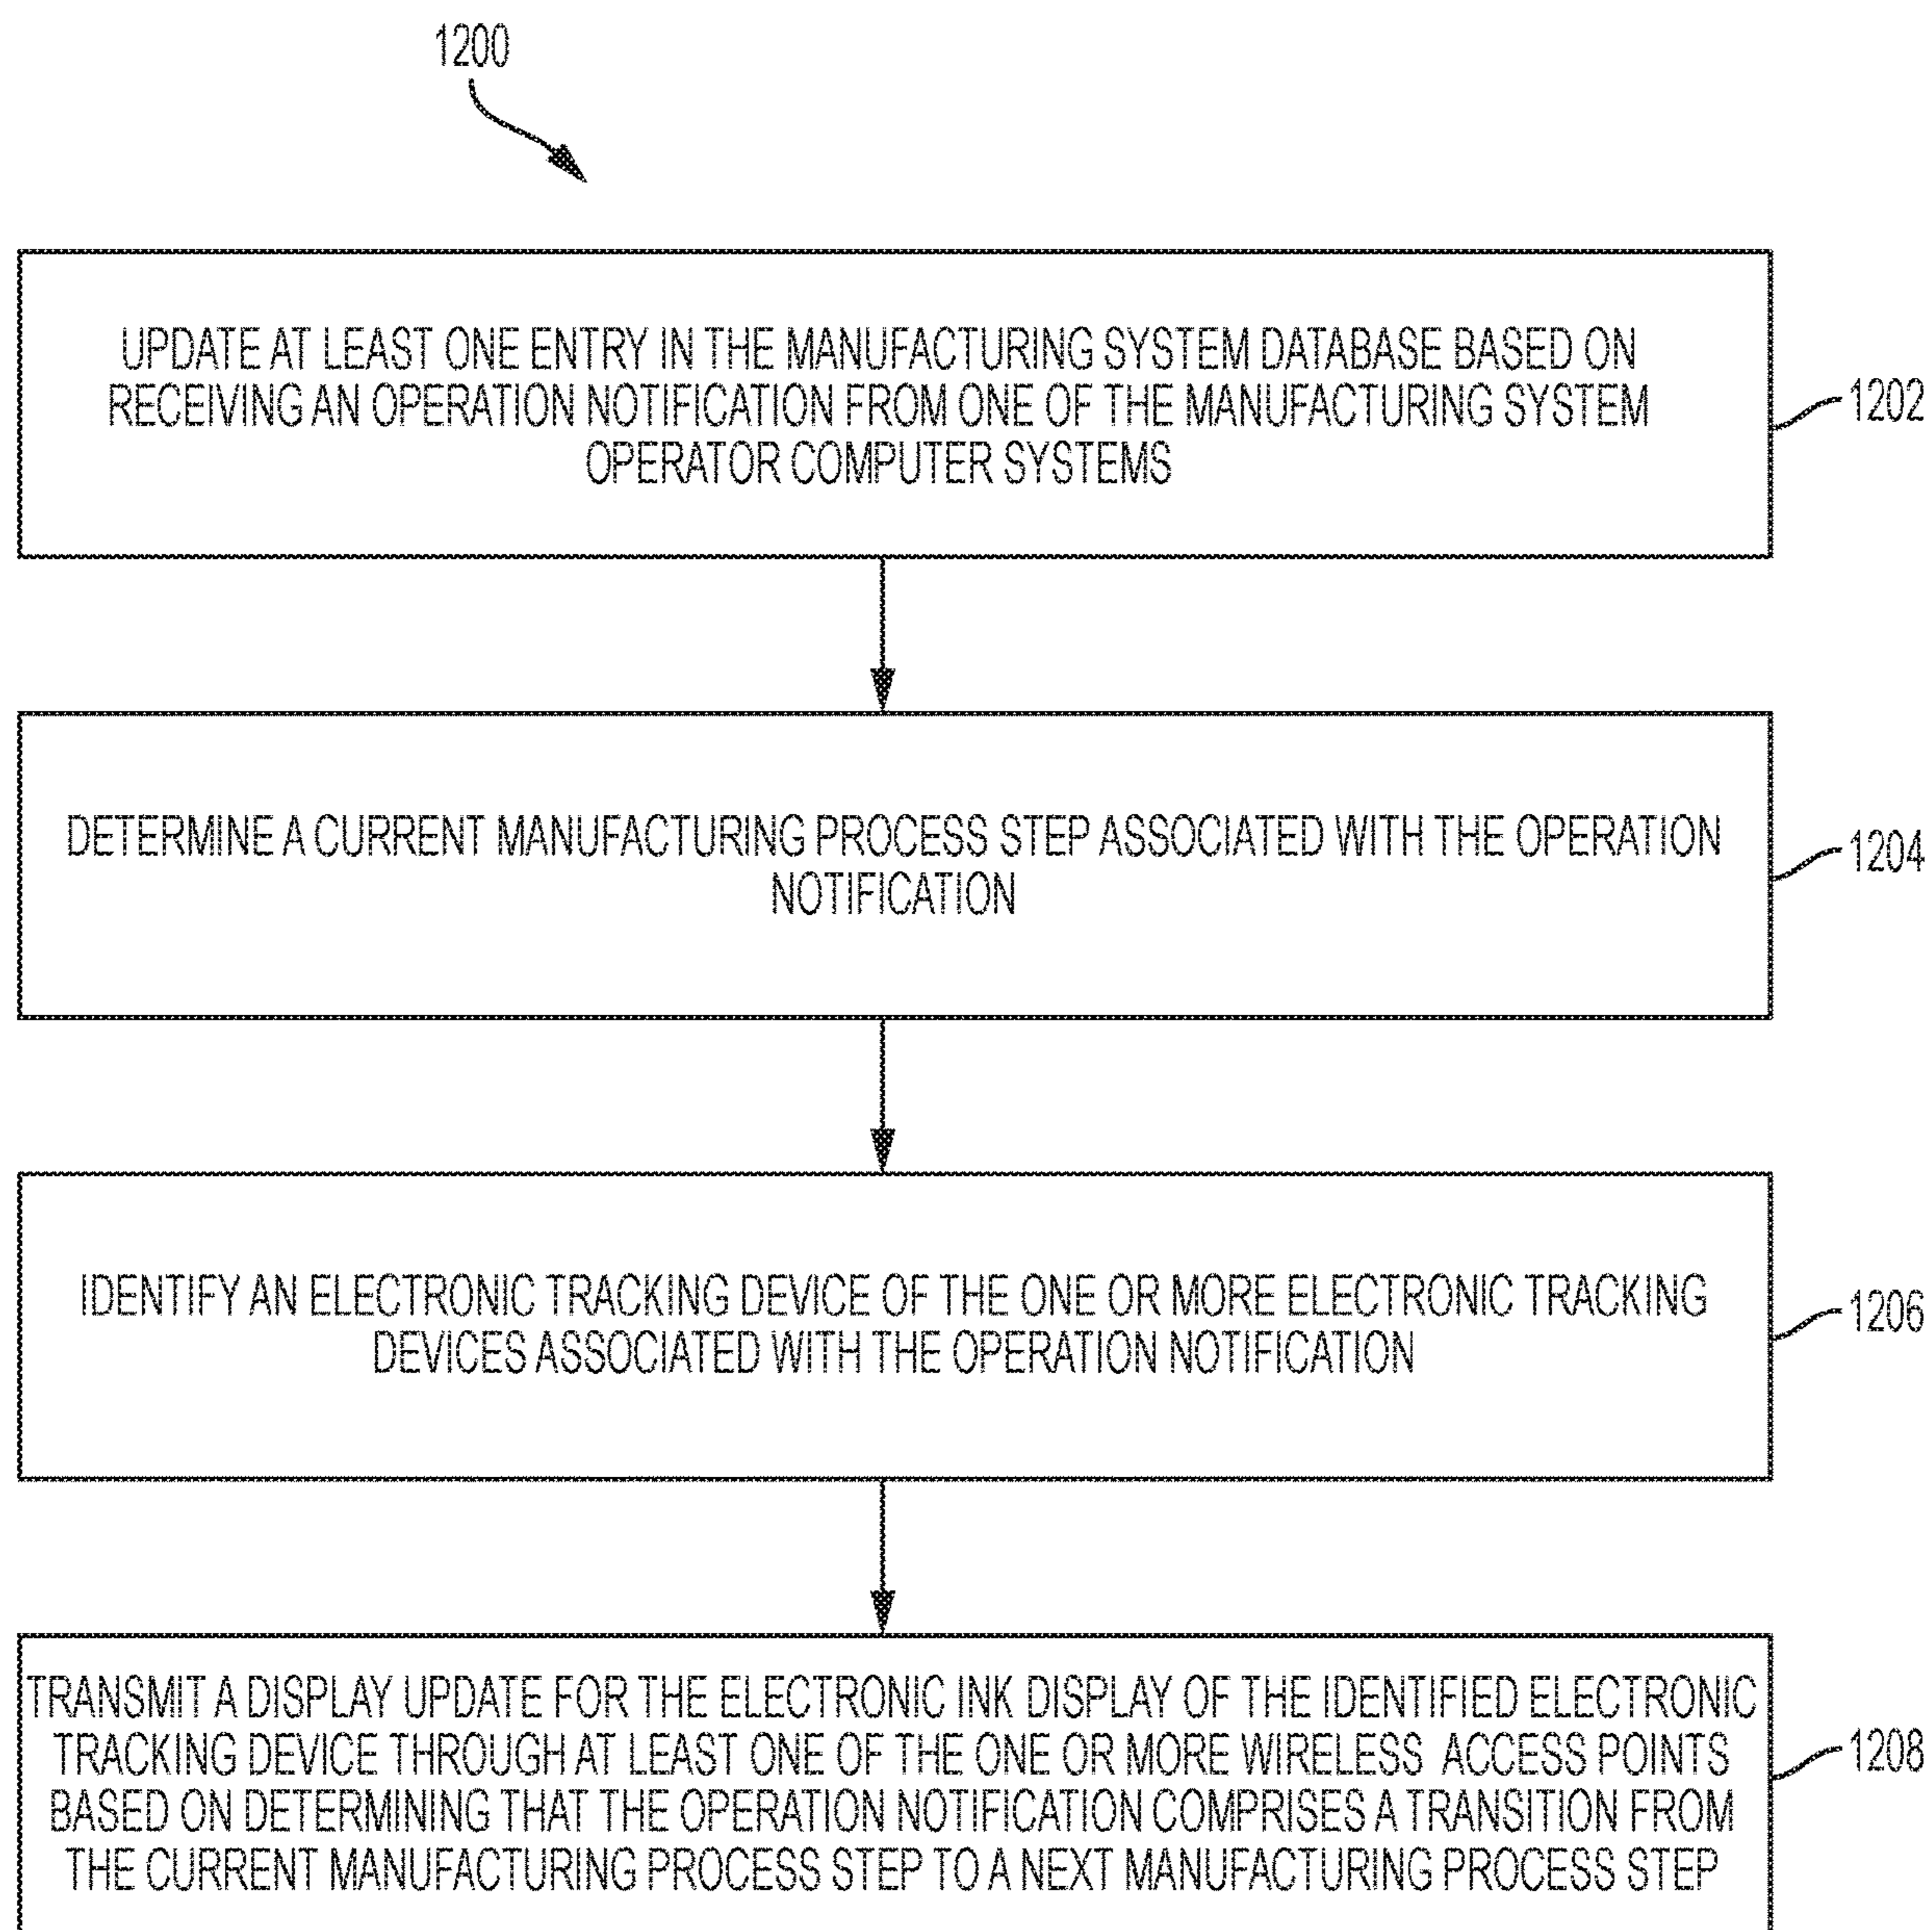 1200
UPDATE AT LEAST ONE ENTRY IN THE MANUFACTURING SYSTEM DATABASE BASED ON
RECEIVING AN OPERATION NOTIFICATION FROM ONE OF THE MANUFACTURING SYSTEM
OPERATOR COMPUTER SYSTEMS
1202
DETERMINE A CURRENT MANUFACTURING PROCESS STEP ASSOCIATED WITH THE OPERATION
NOTIFICATION
1204
IDENTIFY AN ELECTRONIC TRACKING DEVICE OF THE ONE OR MORE ELECTRONIC TRACKING
DEVICES ASSOCIATED WITH THE OPERATION NOTIFICATION
1206
TRANSMIT A DISPLAY UPDATE FOR THE ELECTRONIC INK DISPLAY OF THE IDENTIFIED ELECTRONIC
TRACKING DEVICE THROUGH AT LEAST ONE OF THE ONE OR MORE WIRELESS ACCESS POINTS
BASED ON DETERMINING THAT THE OPERATION NOTIFICATION COMPRISES A TRANSITION FROM
THE CURRENT MANUFACTURING PROCESS STEP TO A NEXT MANUFACTURING PROCESS STEP
1208